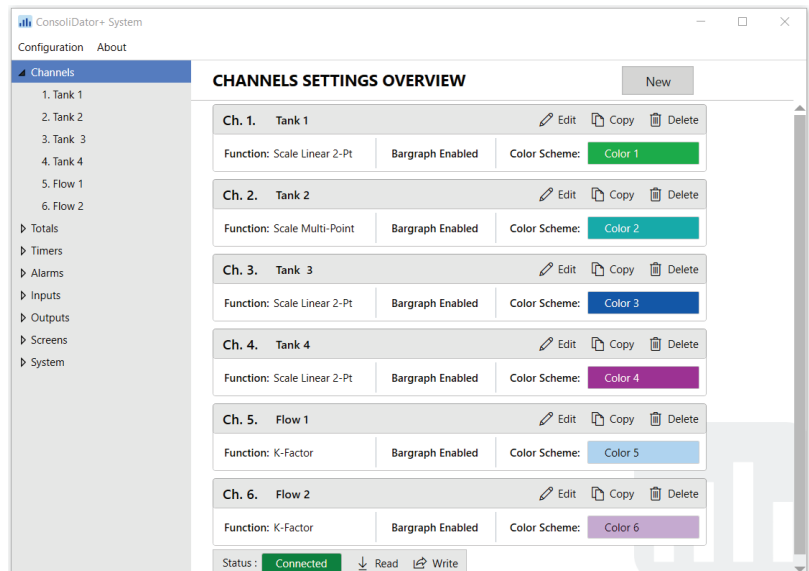 ConsoliDator+ System
Configuration About
Channels
1. Tank 1
2. Tank 2
3. Tank 3
4. Tank 4
5. Flow 1
6. Flow 2
Totals
Timers
Alarms
Inputs
Outputs
Screens
System
CHANNELS SETTINGS OVERVIEW New
Ch. 1. Tank 1 Edit Copy Delete
Function: Scale Linear 2-Pt Bargraph Enabled Color Scheme: Color 1
Ch. 2. Tank 2 Edit Copy Delete
Function: Scale Multi-Point Bargraph Enabled Color Scheme: Color 2
Ch. 3. Tank 3 Edit Copy Delete
Function: Scale Linear 2-Pt Bargraph Enabled Color Scheme: Color 3
Ch. 4. Tank 4 Edit Copy Delete
Function: Scale Linear 2-Pt Bargraph Enabled Color Scheme: Color 4
Ch. 5. Flow 1 Edit Copy Delete
Function: K-Factor Bargraph Enabled Color Scheme: Color 5
Ch. 6. Flow 2 Edit Copy Delete
Function: K-Factor Bargraph Enabled Color Scheme: Color 6
Status : Connected Read Write